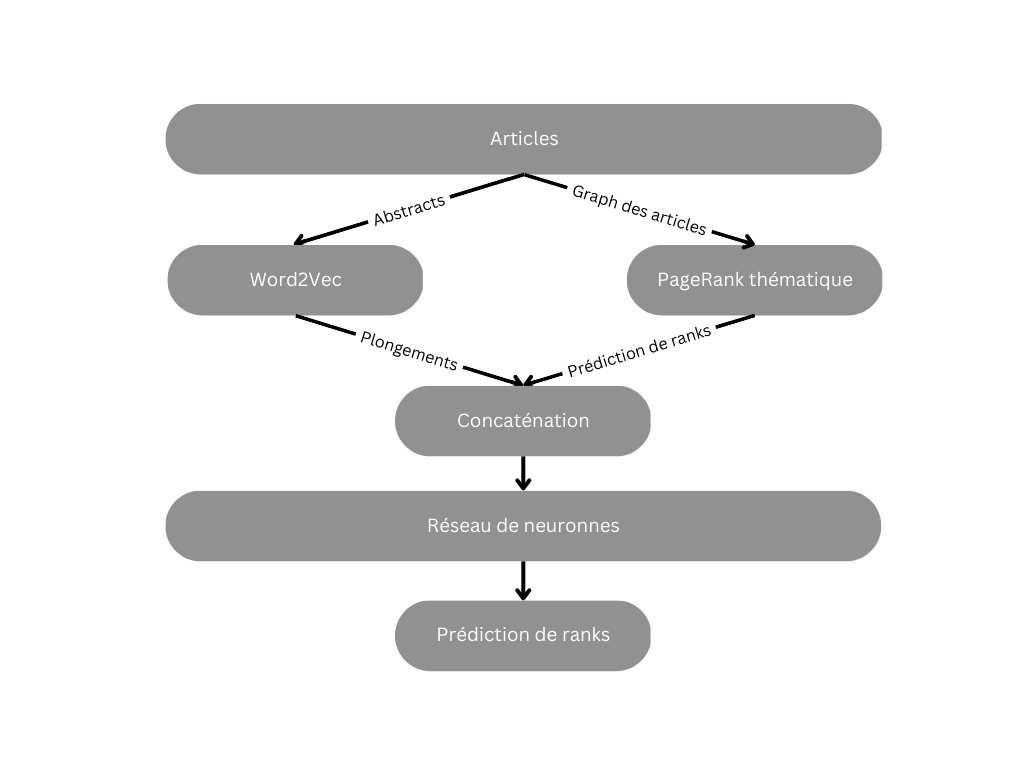 Articles
Abstracts
Graph des articles
Word2Vec
PageRank thématique
Plongements
Prédiction de ranks
Concaténation
Réseau de neuronnes
Prédiction de ranks